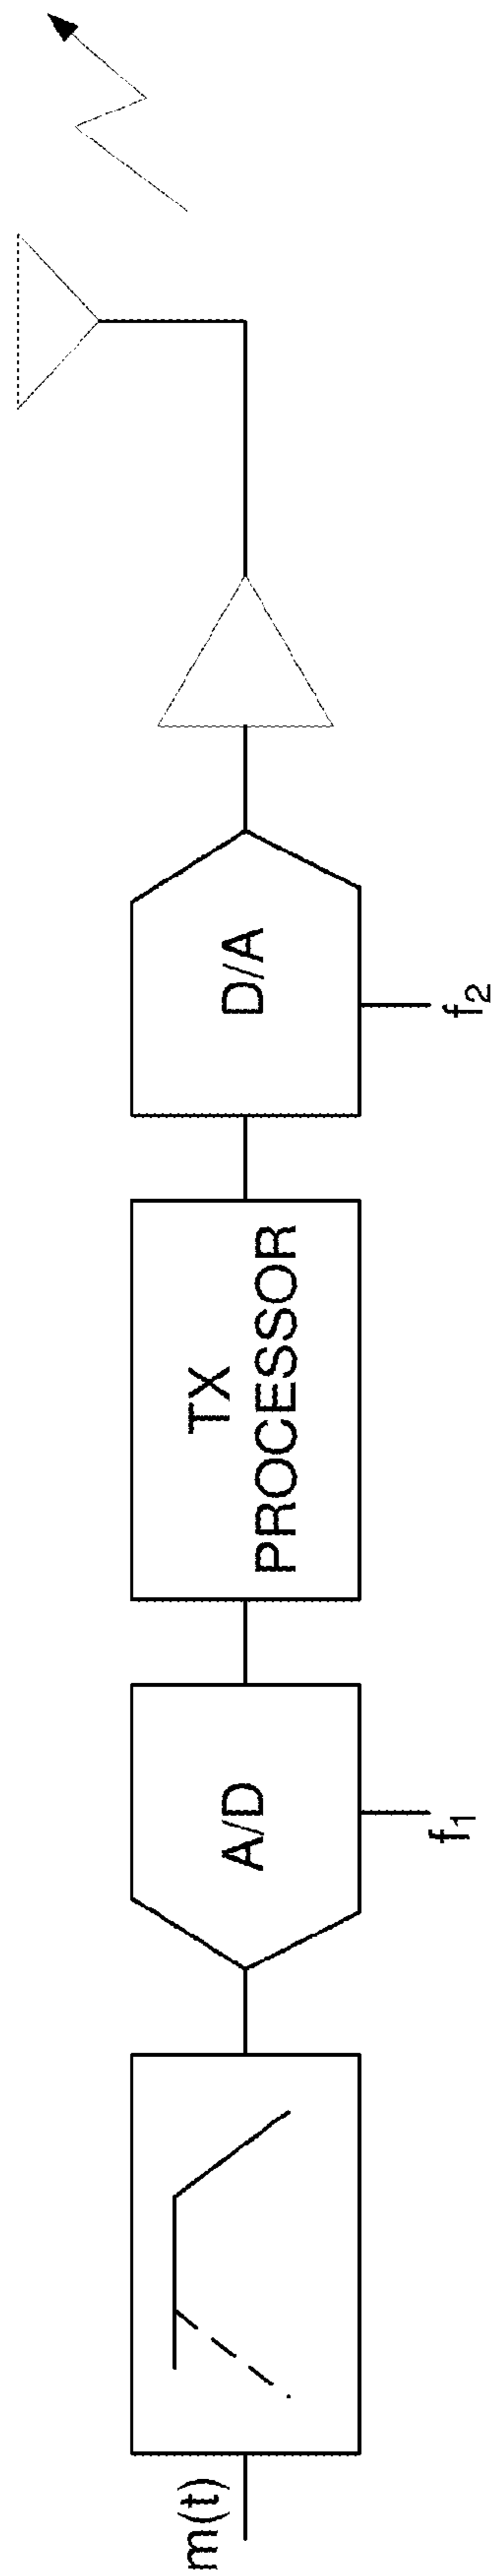 m(t)
A/D
f1
TX
PROCESSOR
D/A
f2